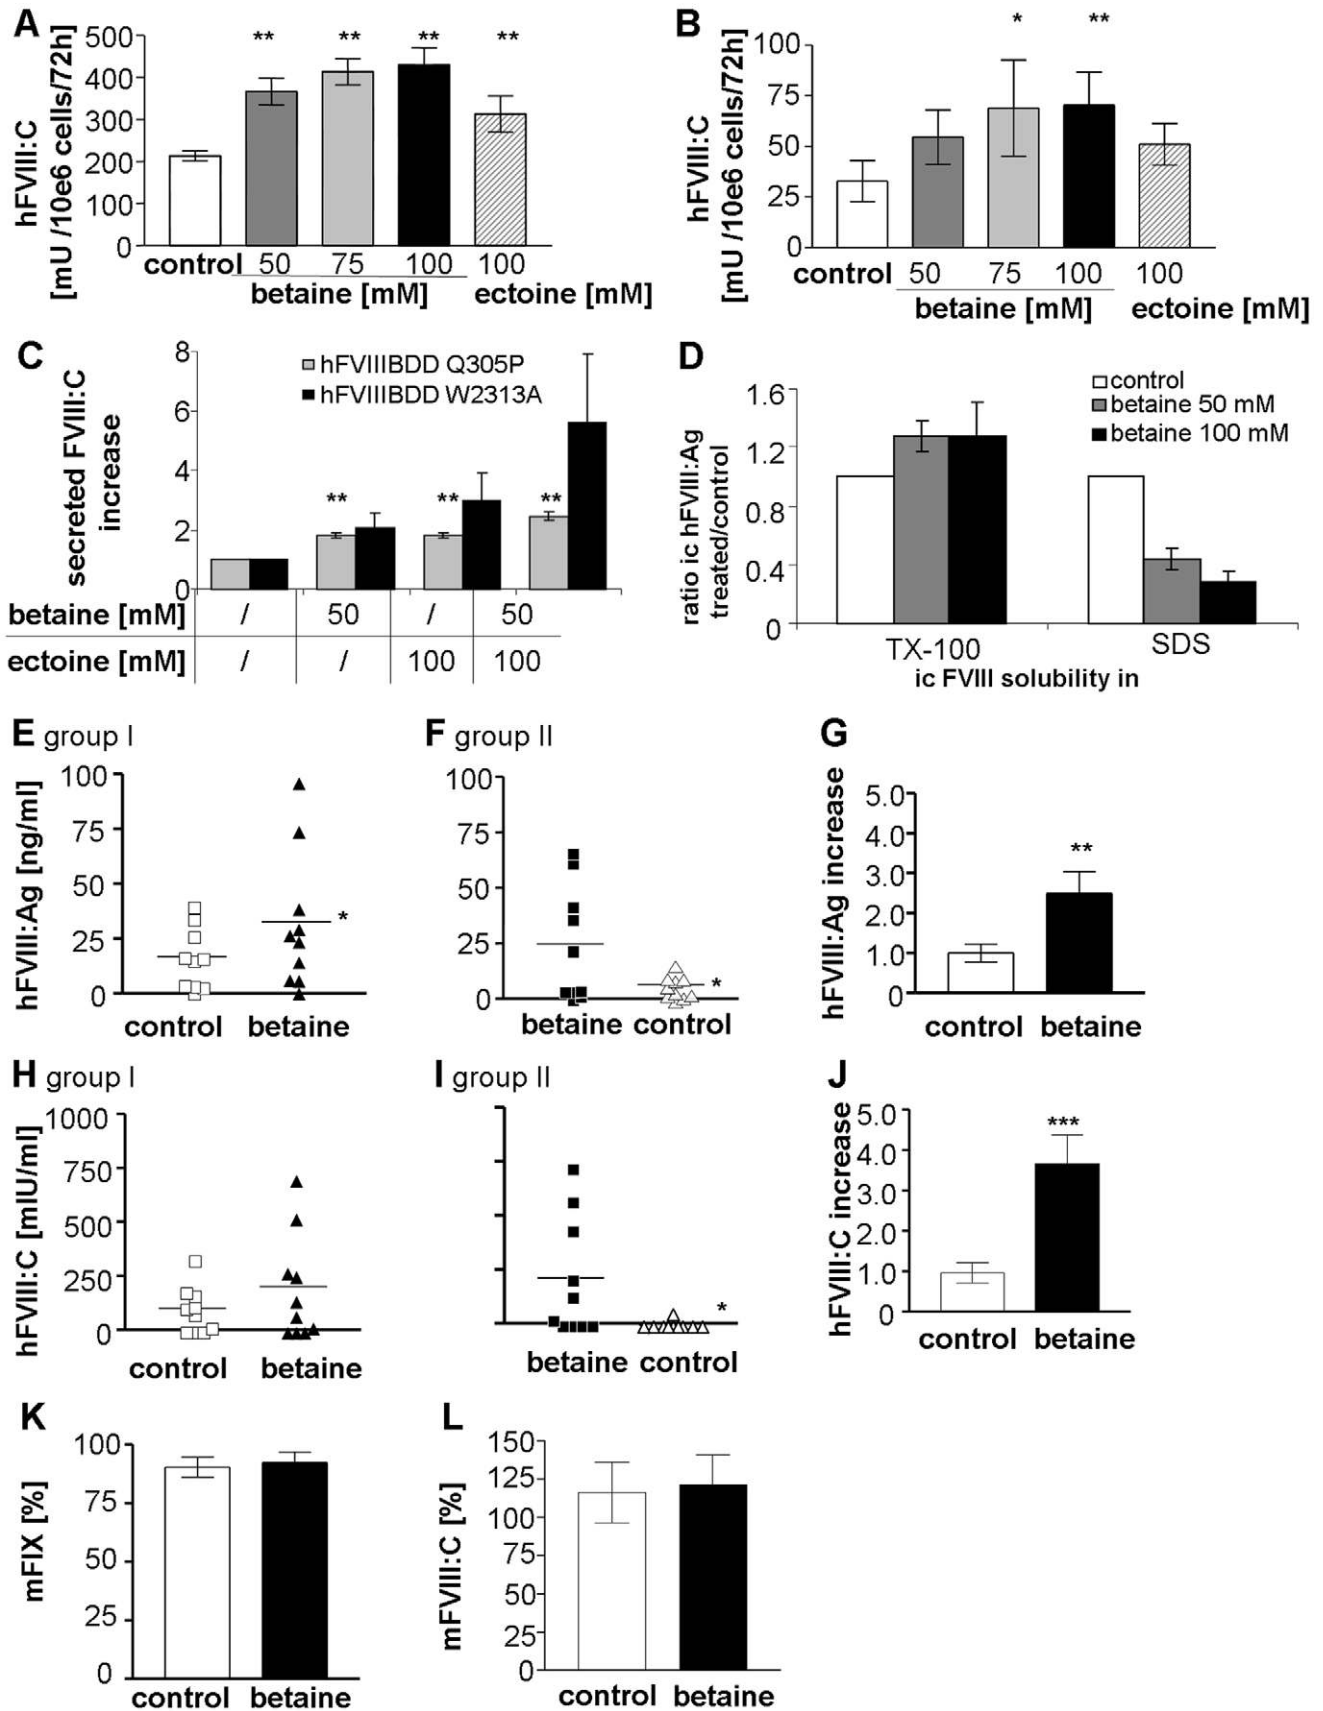 A
hFVIII:C
[mU /10e6 cells/72h]
500
400
300
200
100
0
** ** ** **
control 50 75 100 100
betaine [mM] ectoine [mM]
B
hFVIII:C
[mU /10e6 cells/72h]
100
75
50
25
0
* **
control 50 75 100 100
betaine [mM] ectoine [mM]
C
secreted FVIII:C
increase
8
6
4
2
0
hFVIIIBDD Q305P
hFVIIIBDD W2313A
** ** **
betaine [mM] / 50 / 50
ectoine [mM] / / 100 100
D
ratio ic hFVIII:Ag
treated/control
1.6
1.2
0.8
0.4
0
control
betaine 50 mM
betaine 100 mM
TX-100 SDS
ic FVIII solubility in
E group I
hFVIII:Ag [ng/ml]
100
75
50
25
0
*
control betaine
F group II
100
75
50
25
0
*
betaine control
G
hFVIII:Ag increase
5.0
4.0
3.0
2.0
1.0
0
**
control betaine
H group I
hFVIII:C [mIU/ml]
1000
750
500
250
0
control betaine
I group II
*
betaine control
J
hFVIII:C increase
5.0
4.0
3.0
2.0
1.0
0
***
control betaine
K
mFIX [%]
100
75
50
25
0
control betaine
L
mFVIII:C [%]
150
125
100
75
50
25
0
control betaine